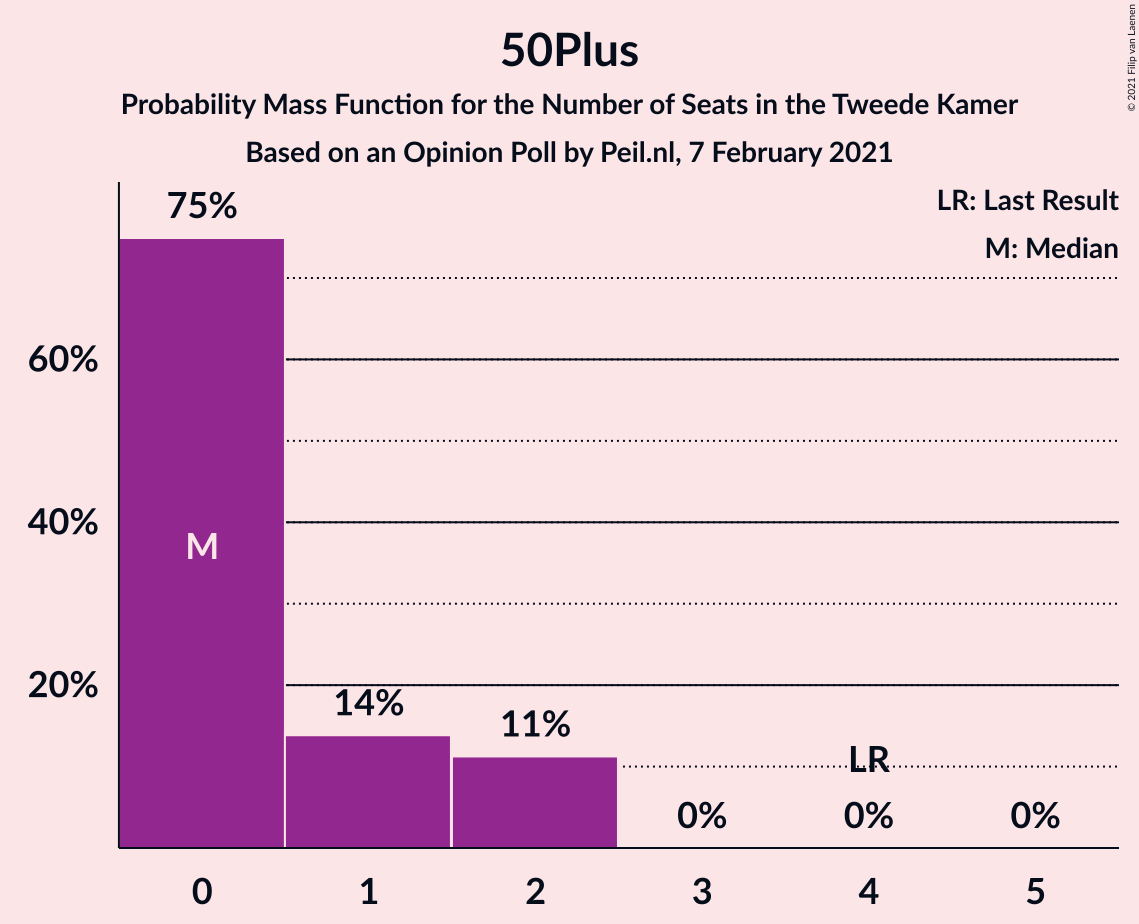 50Plus
Probability Mass Function for the Number of Seats in the Tweede Kamer
Based on an Opinion Poll by Peil.nl, 7 February 2021
© 2021 Filip van Laenen
LR: Last Result
M: Median
75%
60%
40%
20%
M
14%
11%
LR
0%
0%
0%
0
1
2
3
4
5